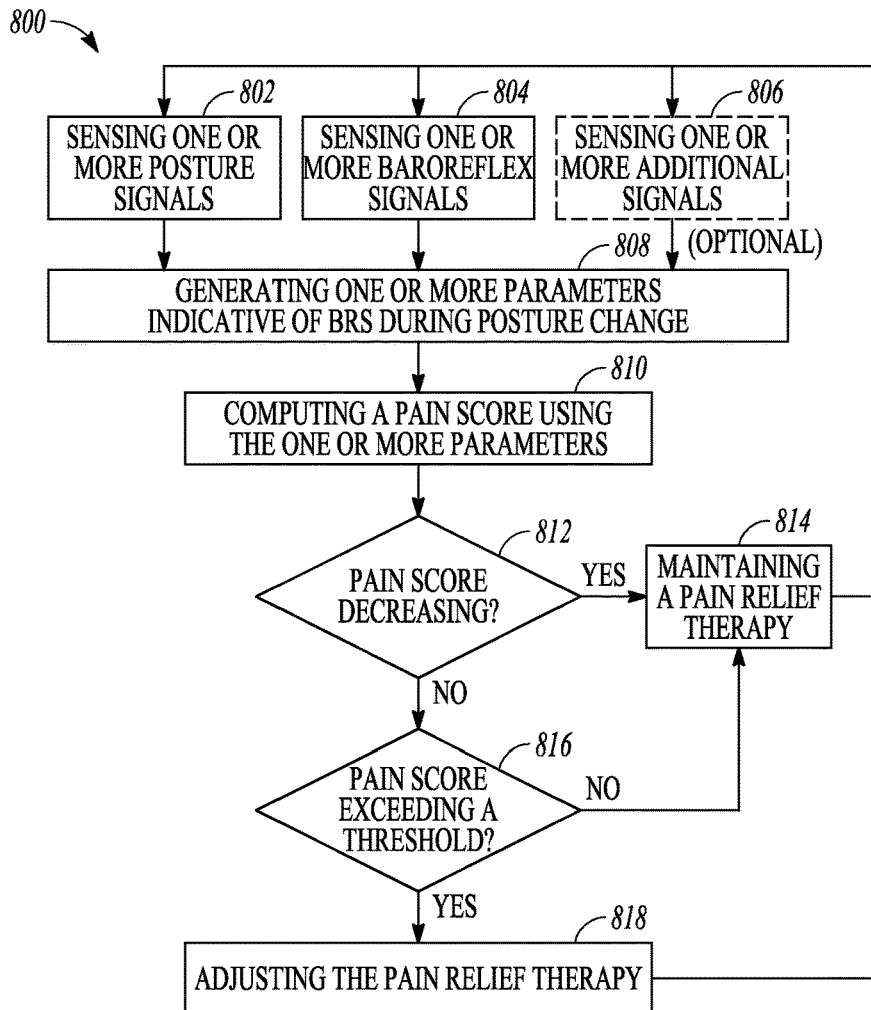 800
802
804
806
SENSING ONE OR
MORE POSTURE
SIGNALS
SENSING ONE OR
MORE BAROREFLEX
SIGNALS
SENSING ONE OR
MORE ADDITIONAL
SIGNALS
(OPTIONAL)
808
GENERATING ONE OR MORE PARAMETERS
INDICATIVE OF BRS DURING POSTURE CHANGE
810
COMPUTING A PAIN SCORE USING
THE ONE OR MORE PARAMETERS
812
PAIN SCORE
DECREASING?
YES
814
MAINTAINING
A PAIN RELIEF
THERAPY
NO
816
PAIN SCORE
EXCEEDING A
THRESHOLD?
NO
YES
818
ADJUSTING THE PAIN RELIEF THERAPY